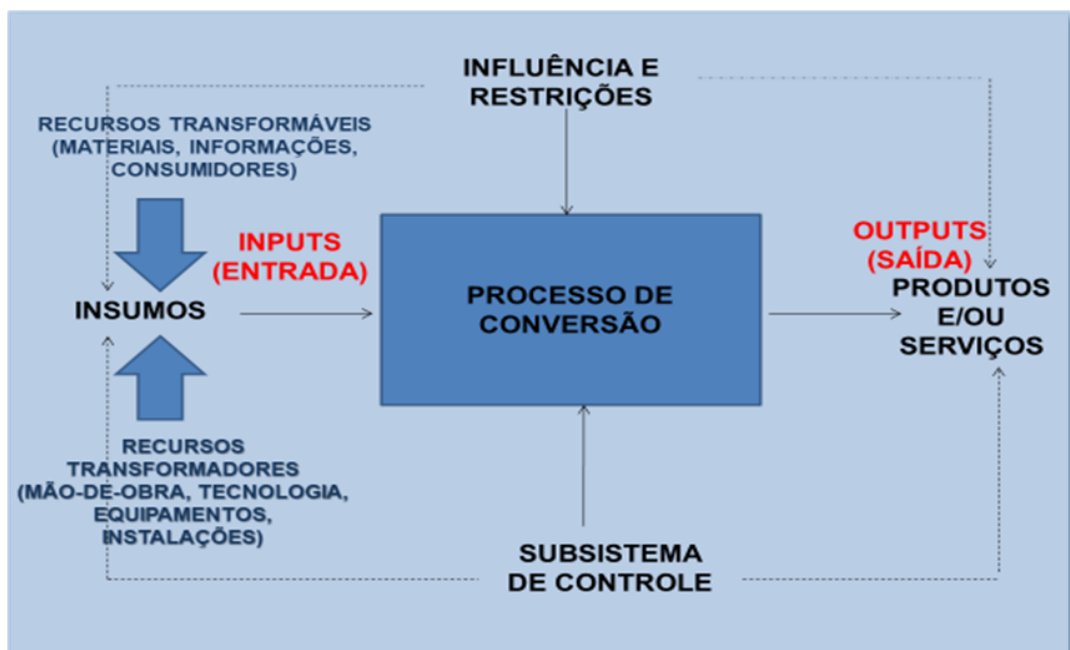 INFLUÊNCIA E
RESTRIÇÕES
RECURSOS TRANSFORMÁVEIS
(MATERIAIS, INFORMAÇÕES,
CONSUMIDORES)
INPUTS
(ENTRADA)
INSUMOS
PROCESSO DE
CONVERSÃO
OUTPUTS
(SAÍDA)
PRODUTOS
E/OU
SERVIÇOS
RECURSOS
TRANSFORMADORES
(MÃO-DE-OBRA, TECNOLOGIA,
EQUIPAMENTOS,
INSTALAÇÕES)
SUBSISTEMA
DE CONTROLE